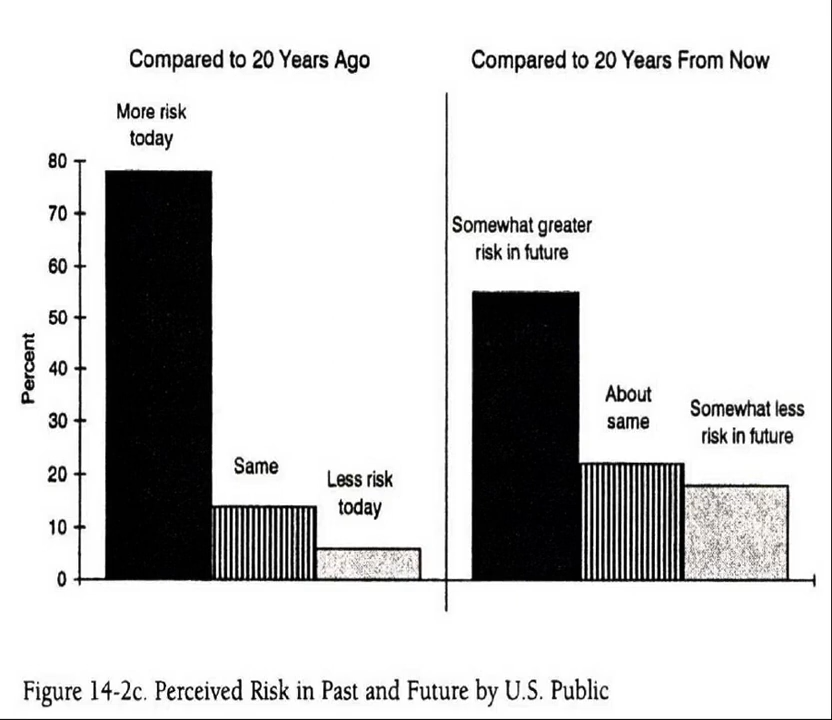 Compared to 20 Years Ago
Compared to 20 Years From Now
More risk
today
80
70
60
50
40
30
20
10
0
Percent
Same
Less risk
today
Somewhat greater
risk in future
About
same
Somewhat less
risk in future
Figure 14-2c. Perceived Risk in Past and Future by U.S. Public